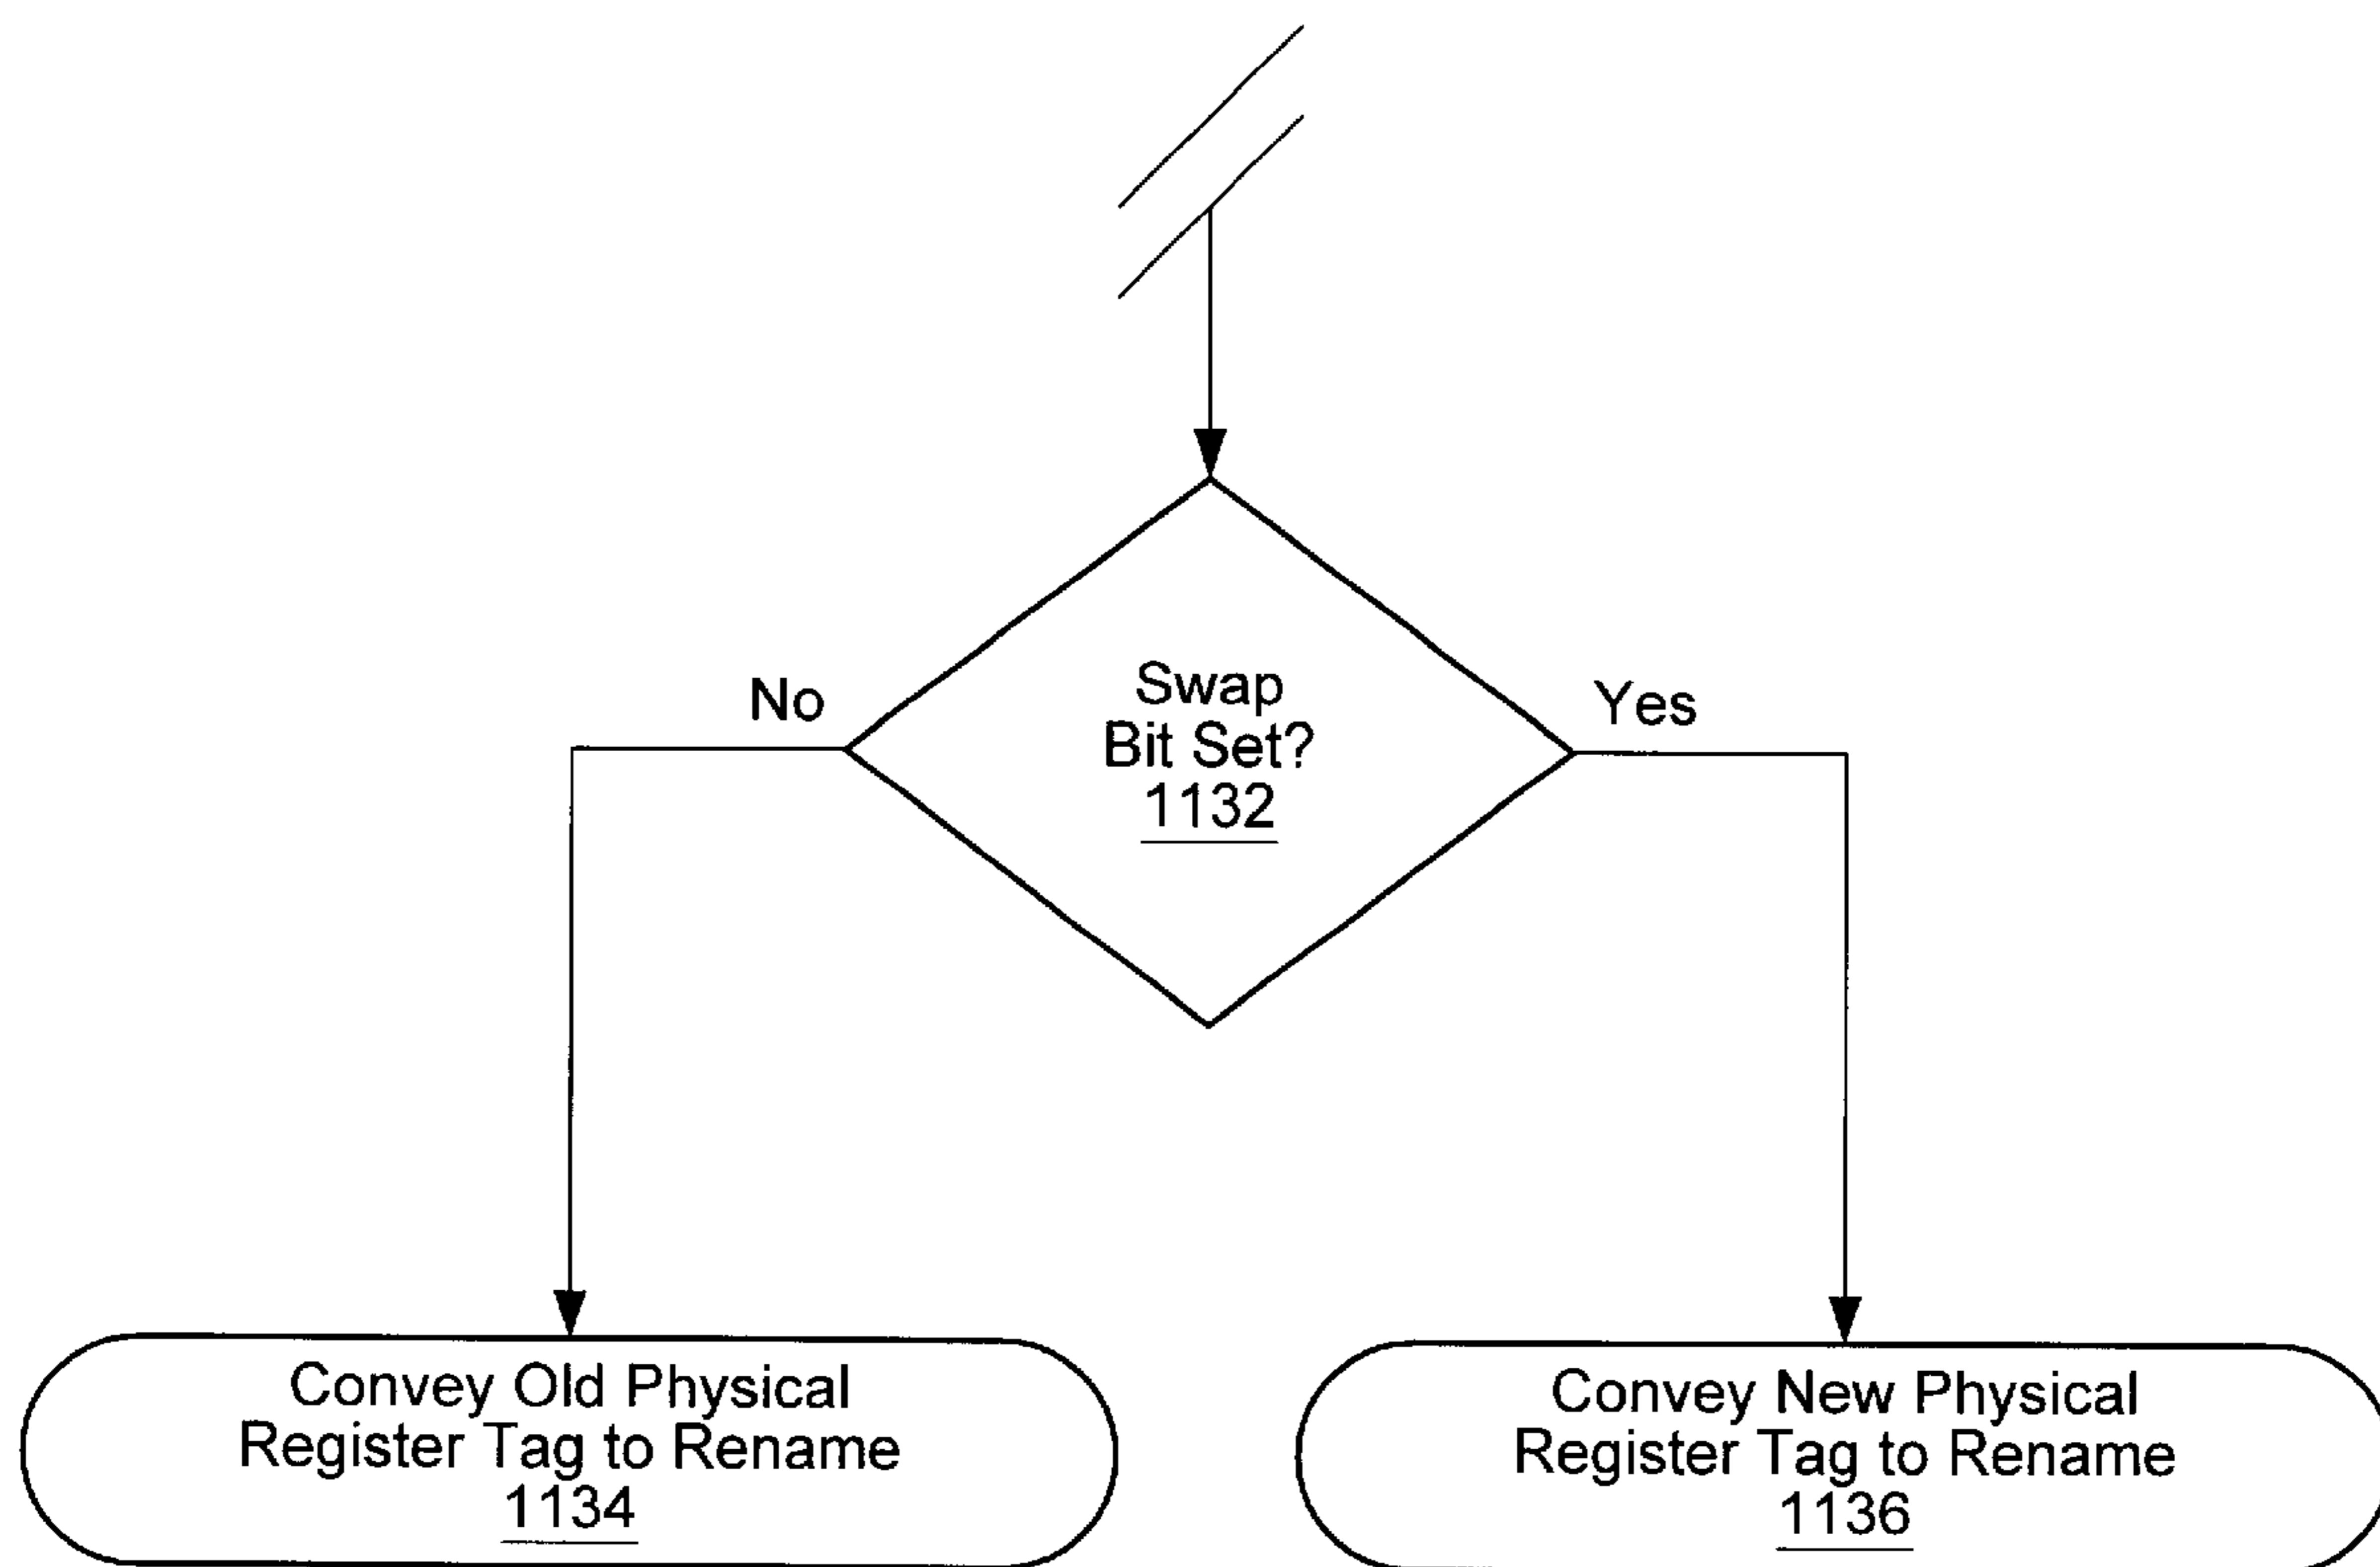 Swap
Bit Set?
1132
No
Yes
Convey Old Physical
Register Tag to Rename
1134
Convey New Physical
Register Tag to Rename
1136